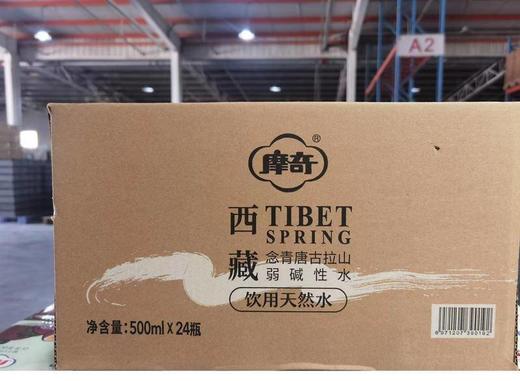 A2
摩奇®
西藏
TIBET
SPRING
念青唐古拉山
弱碱性水
饮用天然水
净含量:500ml×24瓶
6971207390192